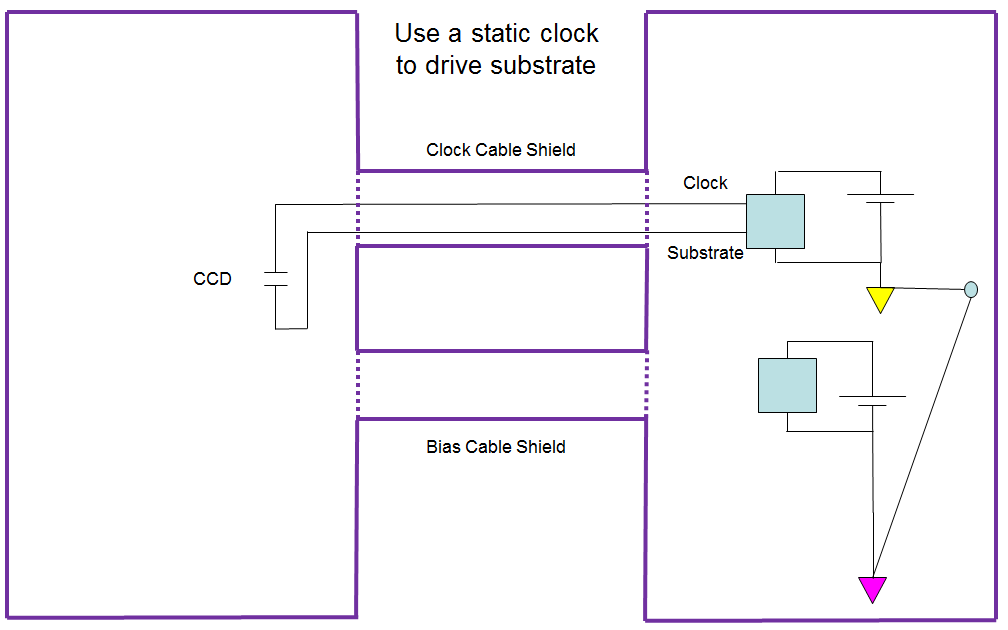 Use a static clock
to drive substrate
Clock Cable Shield
Clock
Substrate
CCD
Bias Cable Shield